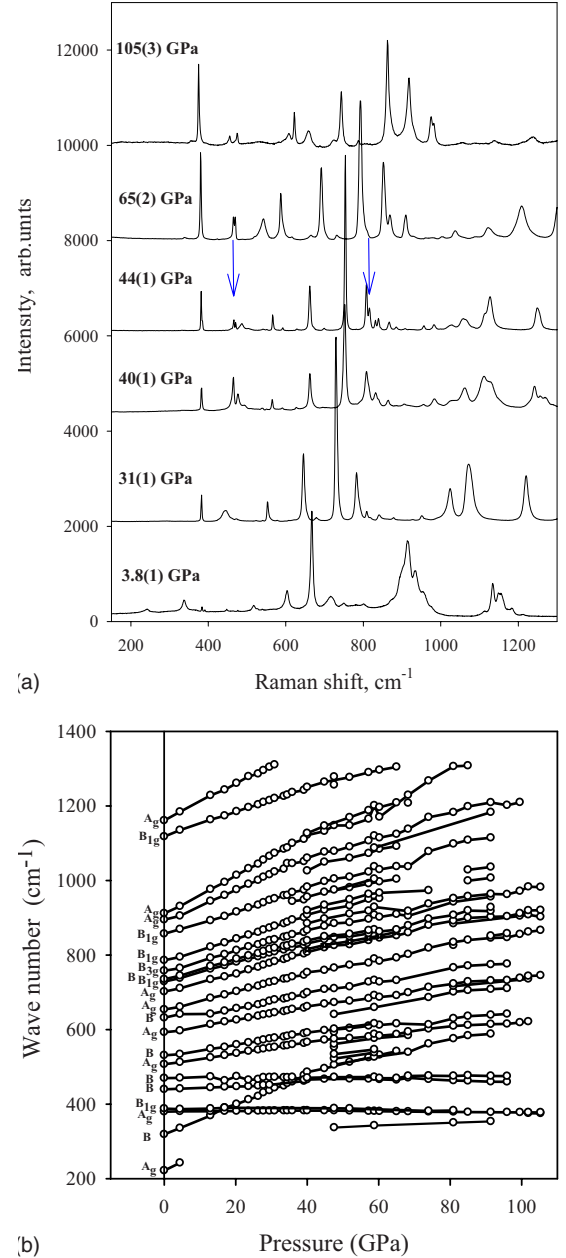 12000
105(3) GPa
10000
65(2) GPa
8000
44(1) GPa
6000
40(1) GPa
4000
31(1) GPa
2000
3.8(1) GPa
0
Intensity, arb.units
200 400 600 800 1000 1200
(a)
Raman shift, cm-1
1400
1200
1000
800
600
400
200
Wave number (cm-1)
Ag
B1g
Ag
Ag
B1g
B1g
B3g
B B1g
Ag
Ag
B
Ag
B
Ag
B
B
B1g
Ag
B
Ag
0 20 40 60 80 100
(b)
Pressure (GPa)